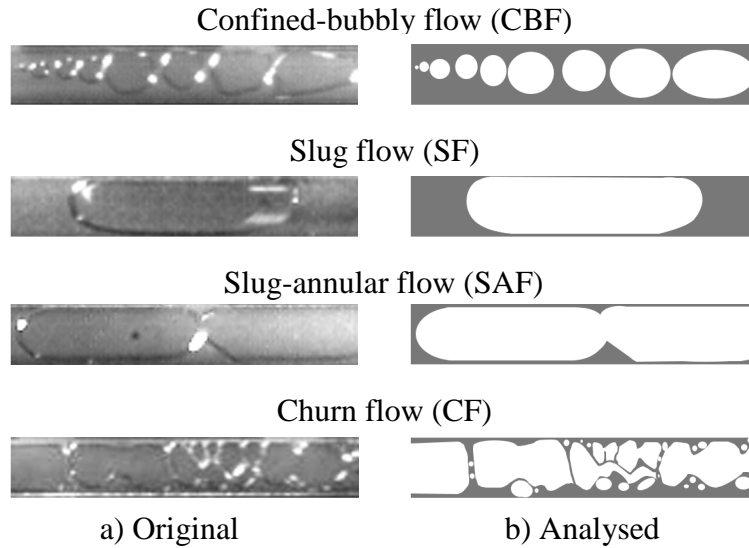 Confined-bubbly flow (CBF)
Slug flow (SF)
Slug-annular flow (SAF)
Churn flow (CF)
a) Original
b) Analysed